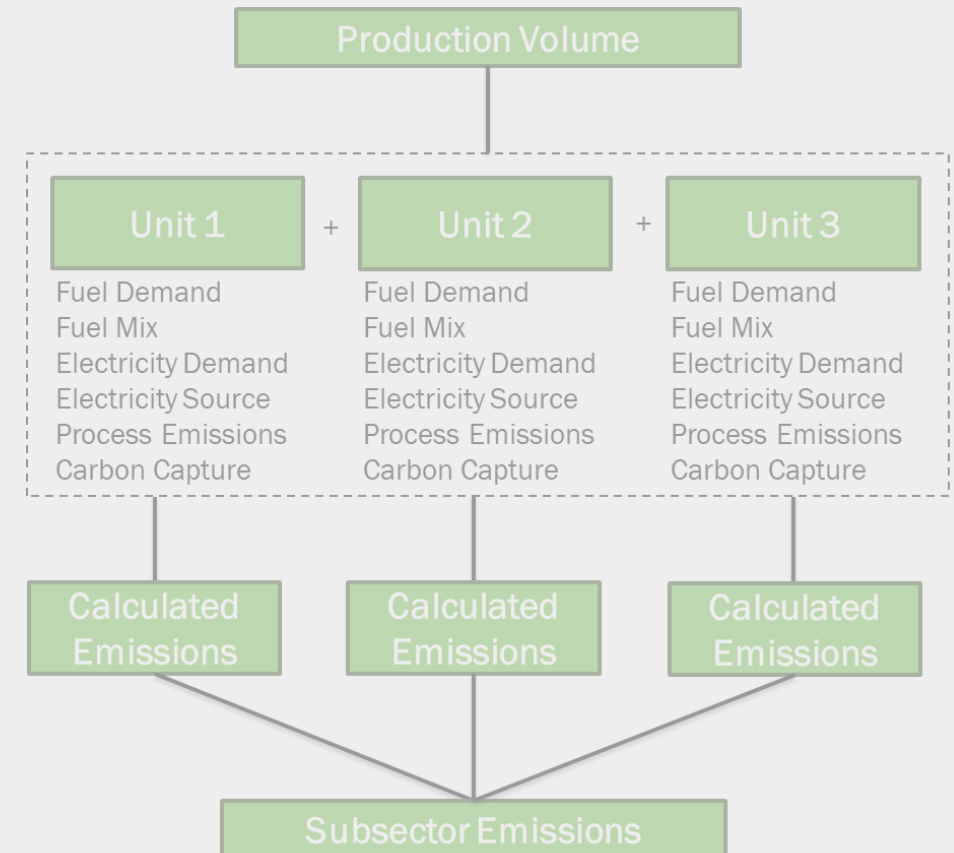 Production Volume
Unit 1 + Unit 2 + Unit 3
Fuel Demand
Fuel Mix
Electricity Demand
Electricity Source
Process Emissions
Carbon Capture
Fuel Demand
Fuel Mix
Electricity Demand
Electricity Source
Process Emissions
Carbon Capture
Fuel Demand
Fuel Mix
Electricity Demand
Electricity Source
Process Emissions
Carbon Capture
Calculated
Emissions
Calculated
Emissions
Calculated
Emissions
Subsector Emissions